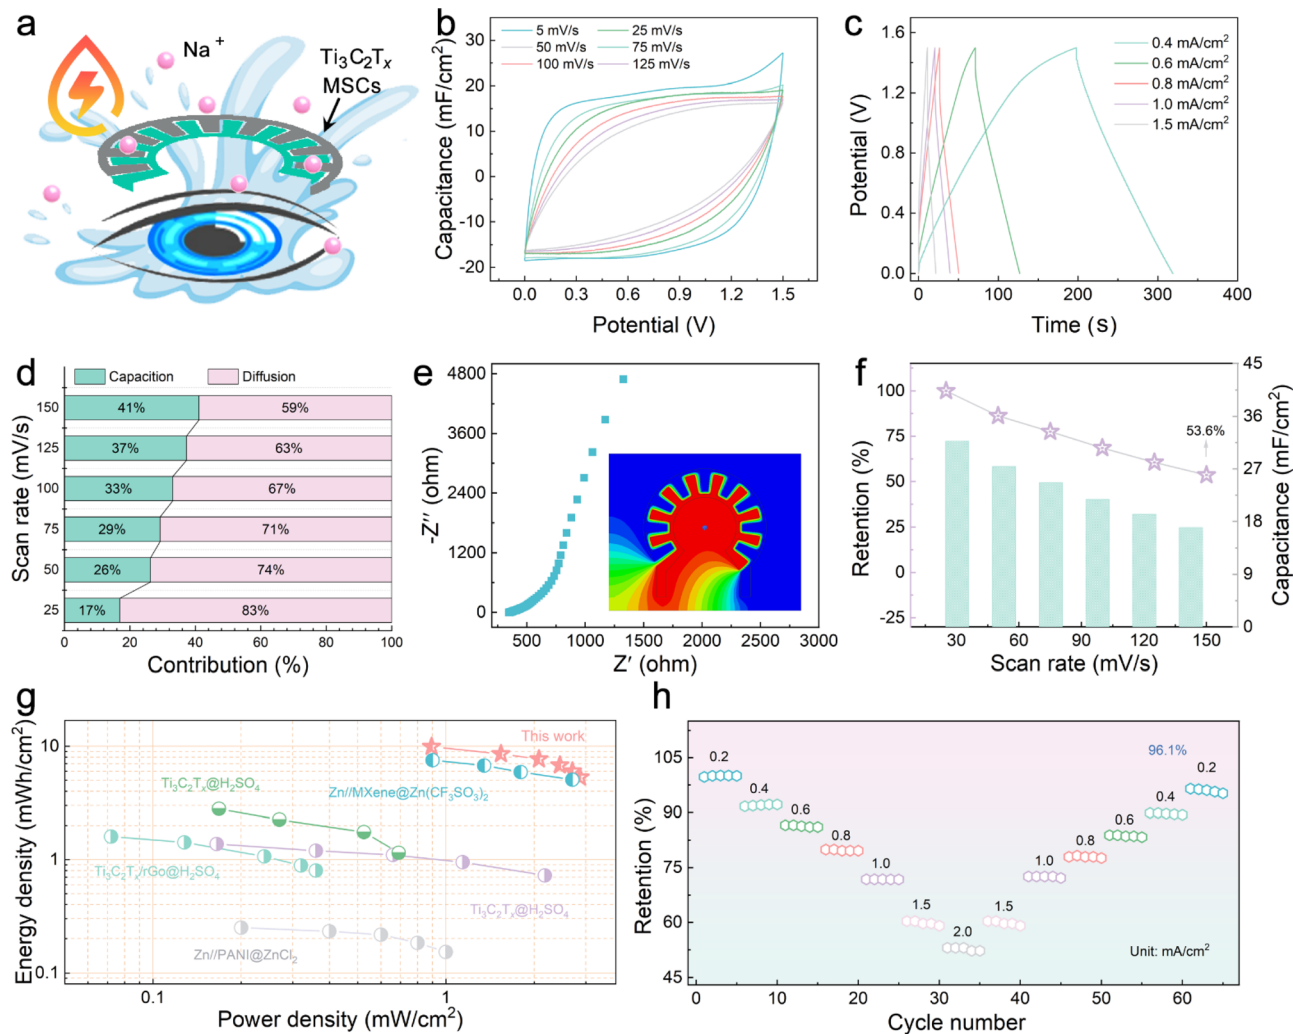 a
Na⁺
Ti₃C₂Tₓ
MSCs
b
Capacitance (mF/cm²)
30
20
10
0
-10
-20
5 mV/s
25 mV/s
50 mV/s
75 mV/s
100 mV/s
125 mV/s
0.0 0.3 0.6 0.9 1.2 1.5
Potential (V)
c
Potential (V)
1.8
1.2
0.6
0.0
0.4 mA/cm²
0.6 mA/cm²
0.8 mA/cm²
1.0 mA/cm²
1.5 mA/cm²
0 100 200 300 400
Time (s)
d
Capacition
Diffusion
Scan rate (mV/s)
150 41% 59%
125 37% 63%
100 33% 67%
75 29% 71%
50 26% 74%
25 17% 83%
0 20 40 60 80 100
Contribution (%)
e
-Z″ (ohm)
4800
3600
2400
1200
0
500 1000 1500 2000 2500 3000
Z′ (ohm)
f
Retention (%)
100
75
50
25
0
-25
53.6%
45
36
27
18
9
0
Capacitance (mF/cm²)
30 60 90 120 150
Scan rate (mV/s)
g
Energy density (mWh/cm²)
10
1
0.1
This work
Zn//MXene@Zn(CF₃SO₃)₂
Ti₃C₂Tₓ@H₂SO₄
Ti₃C₂Tₓ/rGo@H₂SO₄
Ti₃C₂Tₓ@H₂SO₄
Zn//PANI@ZnCl₂
0.1 1
Power density (mW/cm²)
h
Retention (%)
105
90
75
60
45
0.2
0.4
0.6
0.8
1.0
1.5
2.0
1.5
1.0
0.8
0.6
0.4
0.2
96.1%
Unit: mA/cm²
0 10 20 30 40 50 60
Cycle number